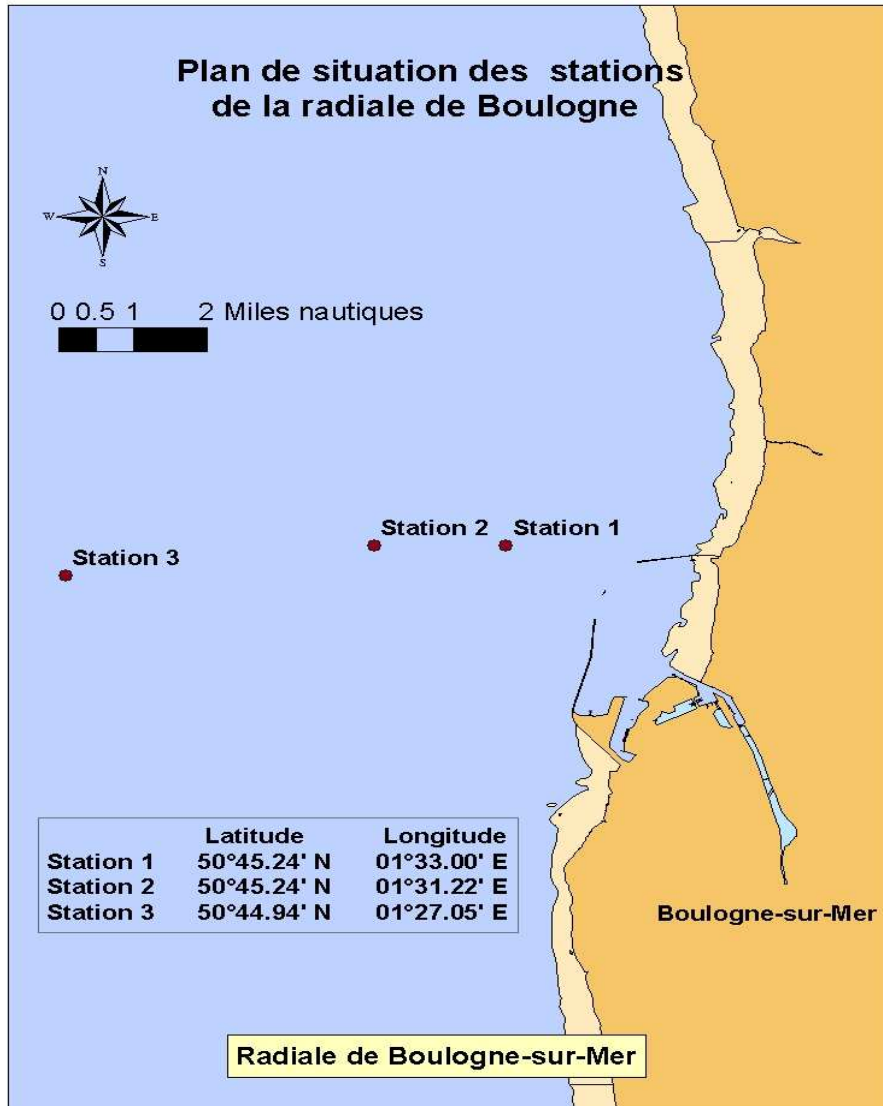 Plan de situation des stations
de la radiale de Boulogne
N
W E
S
0 0.5 1 2 Miles nautiques
Station 2 Station 1
Station 3
Latitude Longitude
Station 1 50°45.24' N 01°33.00' E
Station 2 50°45.24' N 01°31.22' E
Station 3 50°44.94' N 01°27.05' E
Boulogne-sur-Mer
Radiale de Boulogne-sur-Mer